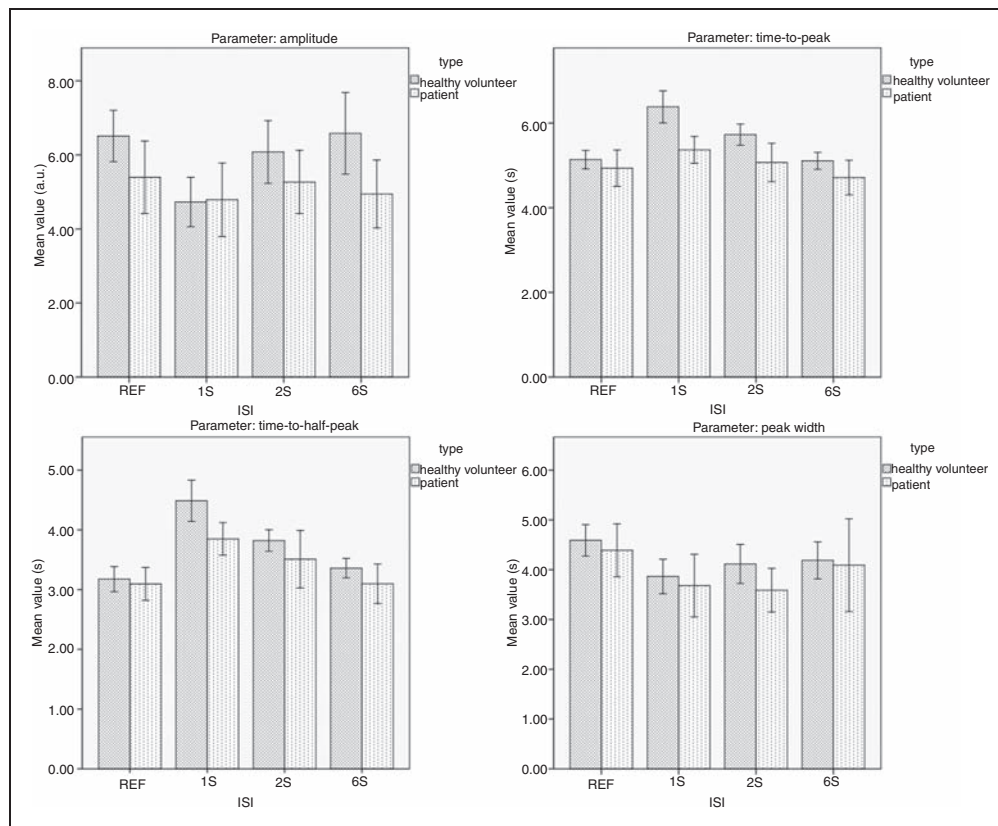 Parameter: amplitude
type
healthy volunteer
patient
Mean value (a.u.)
8.00
6.00
4.00
2.00
0.00
REF
1S
2S
6S
ISI
Parameter: time-to-peak
type
healthy volunteer
patient
Mean value (s)
6.00
4.00
2.00
0.00
REF
1S
2S
6S
ISI
Parameter: time-to-half-peak
type
healthy volunteer
patient
Mean value (s)
5.00
4.00
3.00
2.00
1.00
0.00
REF
1S
2S
6S
ISI
Parameter: peak width
type
healthy volunteer
patient
Mean value (s)
6.00
5.00
4.00
3.00
2.00
1.00
0.00
REF
1S
2S
6S
ISI